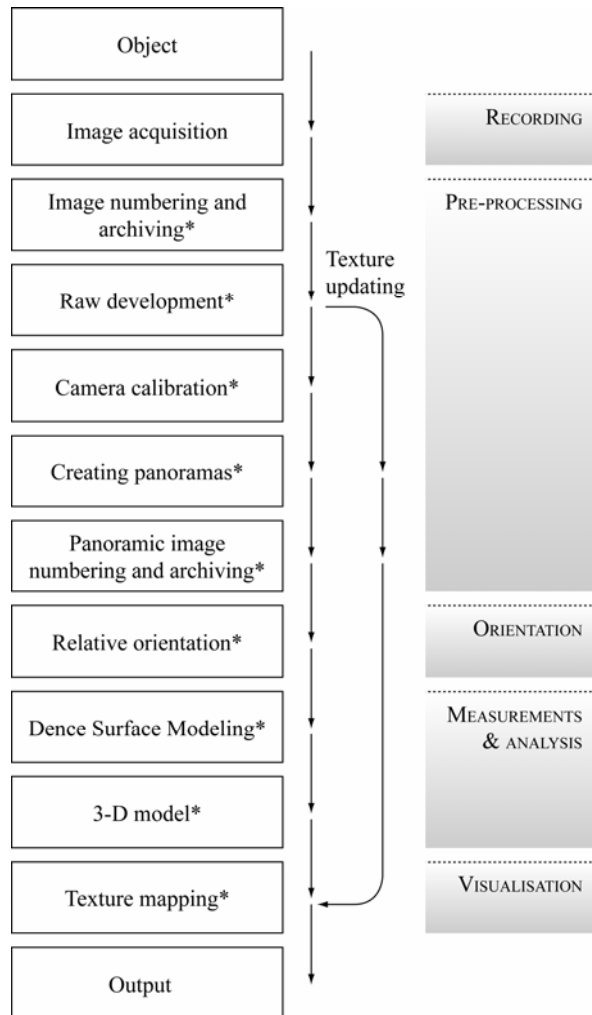 Object
Image acquisition
RECORDING
Image numbering and
archiving*
PRE-PROCESSING
Texture
updating
Raw development*
Camera calibration*
Creating panoramas*
Panoramic image
numbering and archiving*
Relative orientation*
ORIENTATION
Dence Surface Modeling*
MEASUREMENTS
& ANALYSIS
3-D model*
Texture mapping*
VISUALISATION
Output